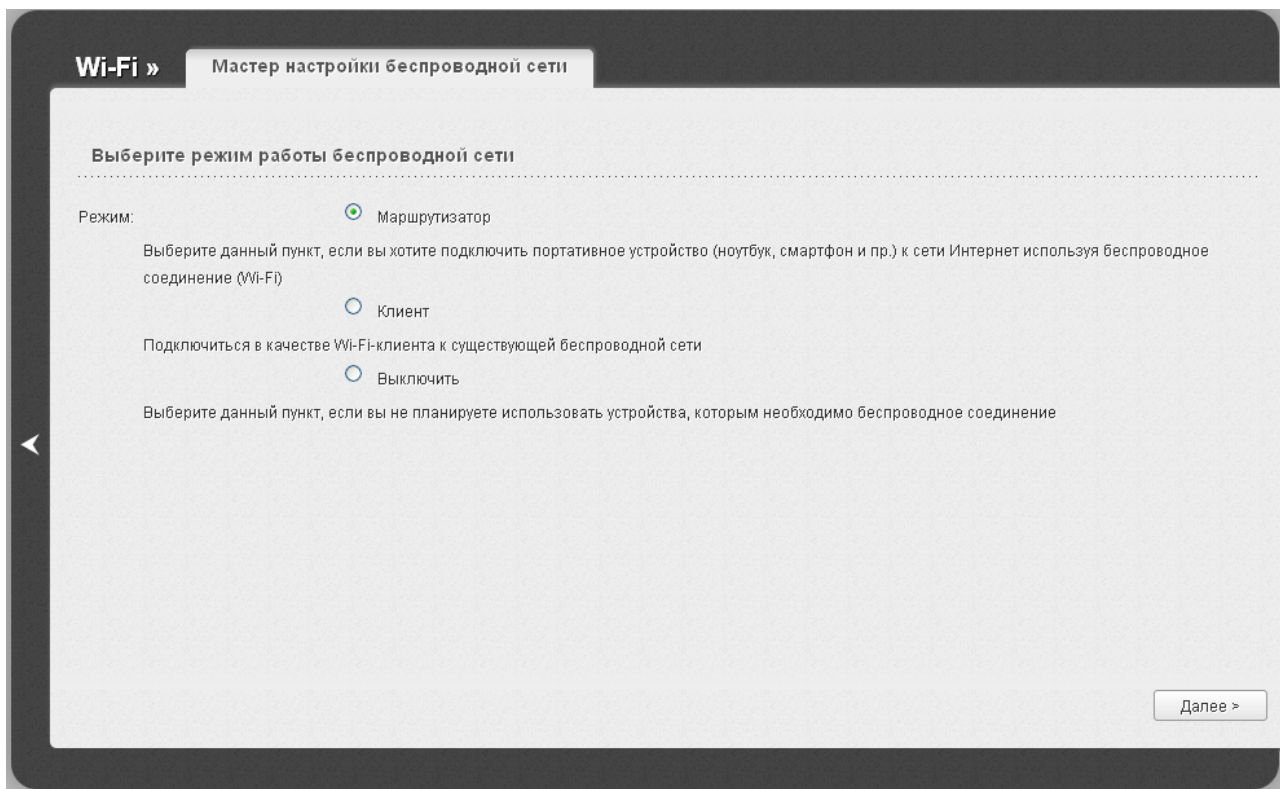 Wi-Fi »
Мастер настройки беспроводной сети
Выберите режим работы беспроводной сети
Режим:
Маршрутизатор
Выберите данный пункт, если вы хотите подключить портативное устройство (ноутбук, смартфон и пр.) к сети Интернет используя беспроводное
соединение (Wi-Fi)
Клиент
Подключиться в качестве Wi-Fi-клиента к существующей беспроводной сети
Выключить
Выберите данный пункт, если вы не планируете использовать устройства, которым необходимо беспроводное соединение
Далее >